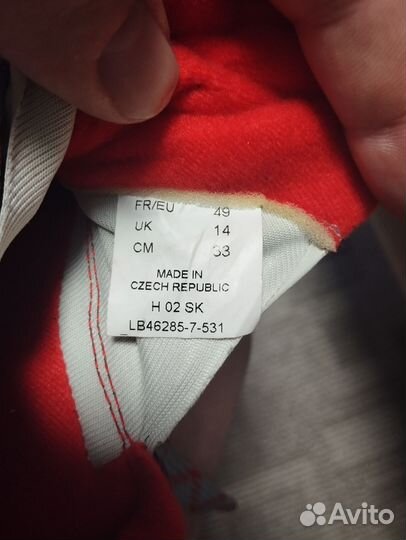 FR/EU 49
UK 14
CM 33
MADE IN
CZECH REPUBLIC
H 02 SK
LB46285-7-531
Avito